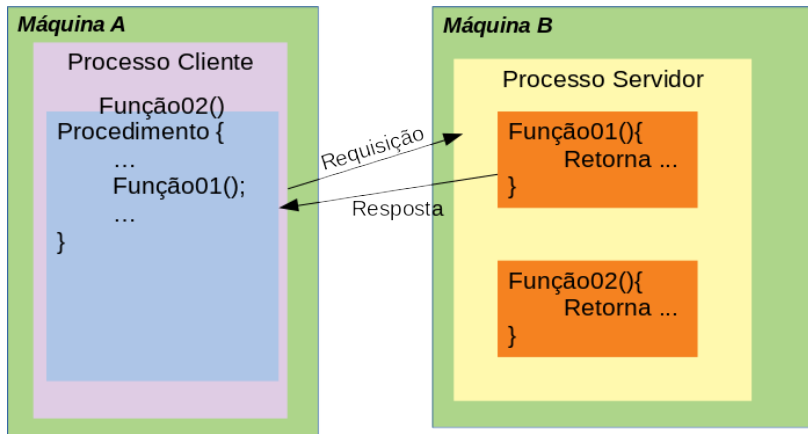 Máquina A
Processo Cliente
Função02()
Procedimento {
...
Função01();
...
}
Requisição
Resposta
Máquina B
Processo Servidor
Função01(){
Retorna ...
}
Função02(){
Retorna ...
}